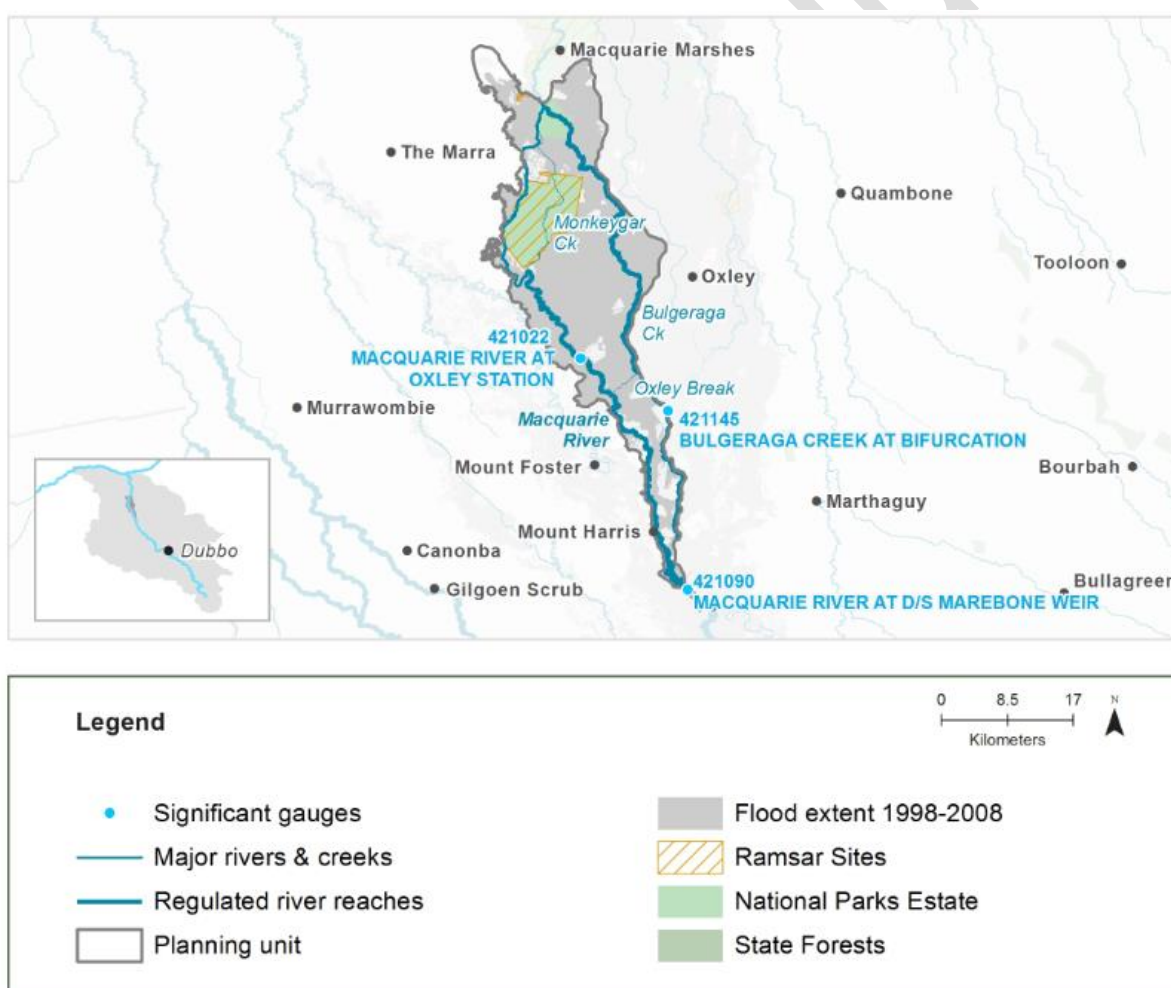 Macquarie Marshes
The Marra
Quambone
Monkeygar
Ck
Tooloon
Oxley
Bulgeraga
Ck
421022
MACQUARIE RIVER AT
OXLEY STATION
Oxley Break
Murrawombie
421145
BULGERAGA CREEK AT BIFURCATION
Macquarie
River
Mount Foster
Bourbah
Marthaguy
Mount Harris
Dubbo
Canonba
Gilgoen Scrub
421090
MACQUARIE RIVER AT D/S MAREBONE WEIR
Bullagreen
Legend
0 8.5 17
Kilometers
N
Significant gauges
Major rivers & creeks
Regulated river reaches
Planning unit
Flood extent 1998-2008
Ramsar Sites
National Parks Estate
State Forests